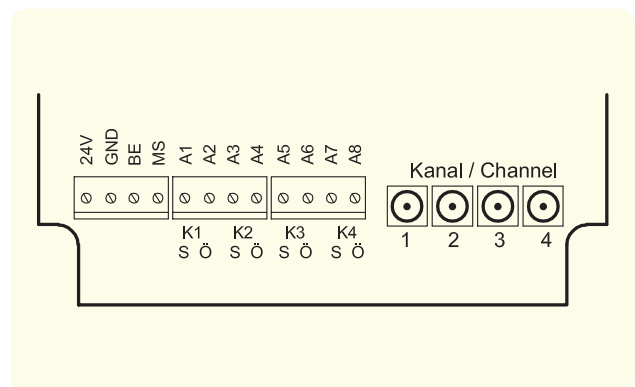 24V GND BE MS A1 A2 A3 A4 A5 A6 A7 A8
Kanal / Channel
1 2 3 4
K1 K2 K3 K4
S Ö S Ö S Ö S Ö